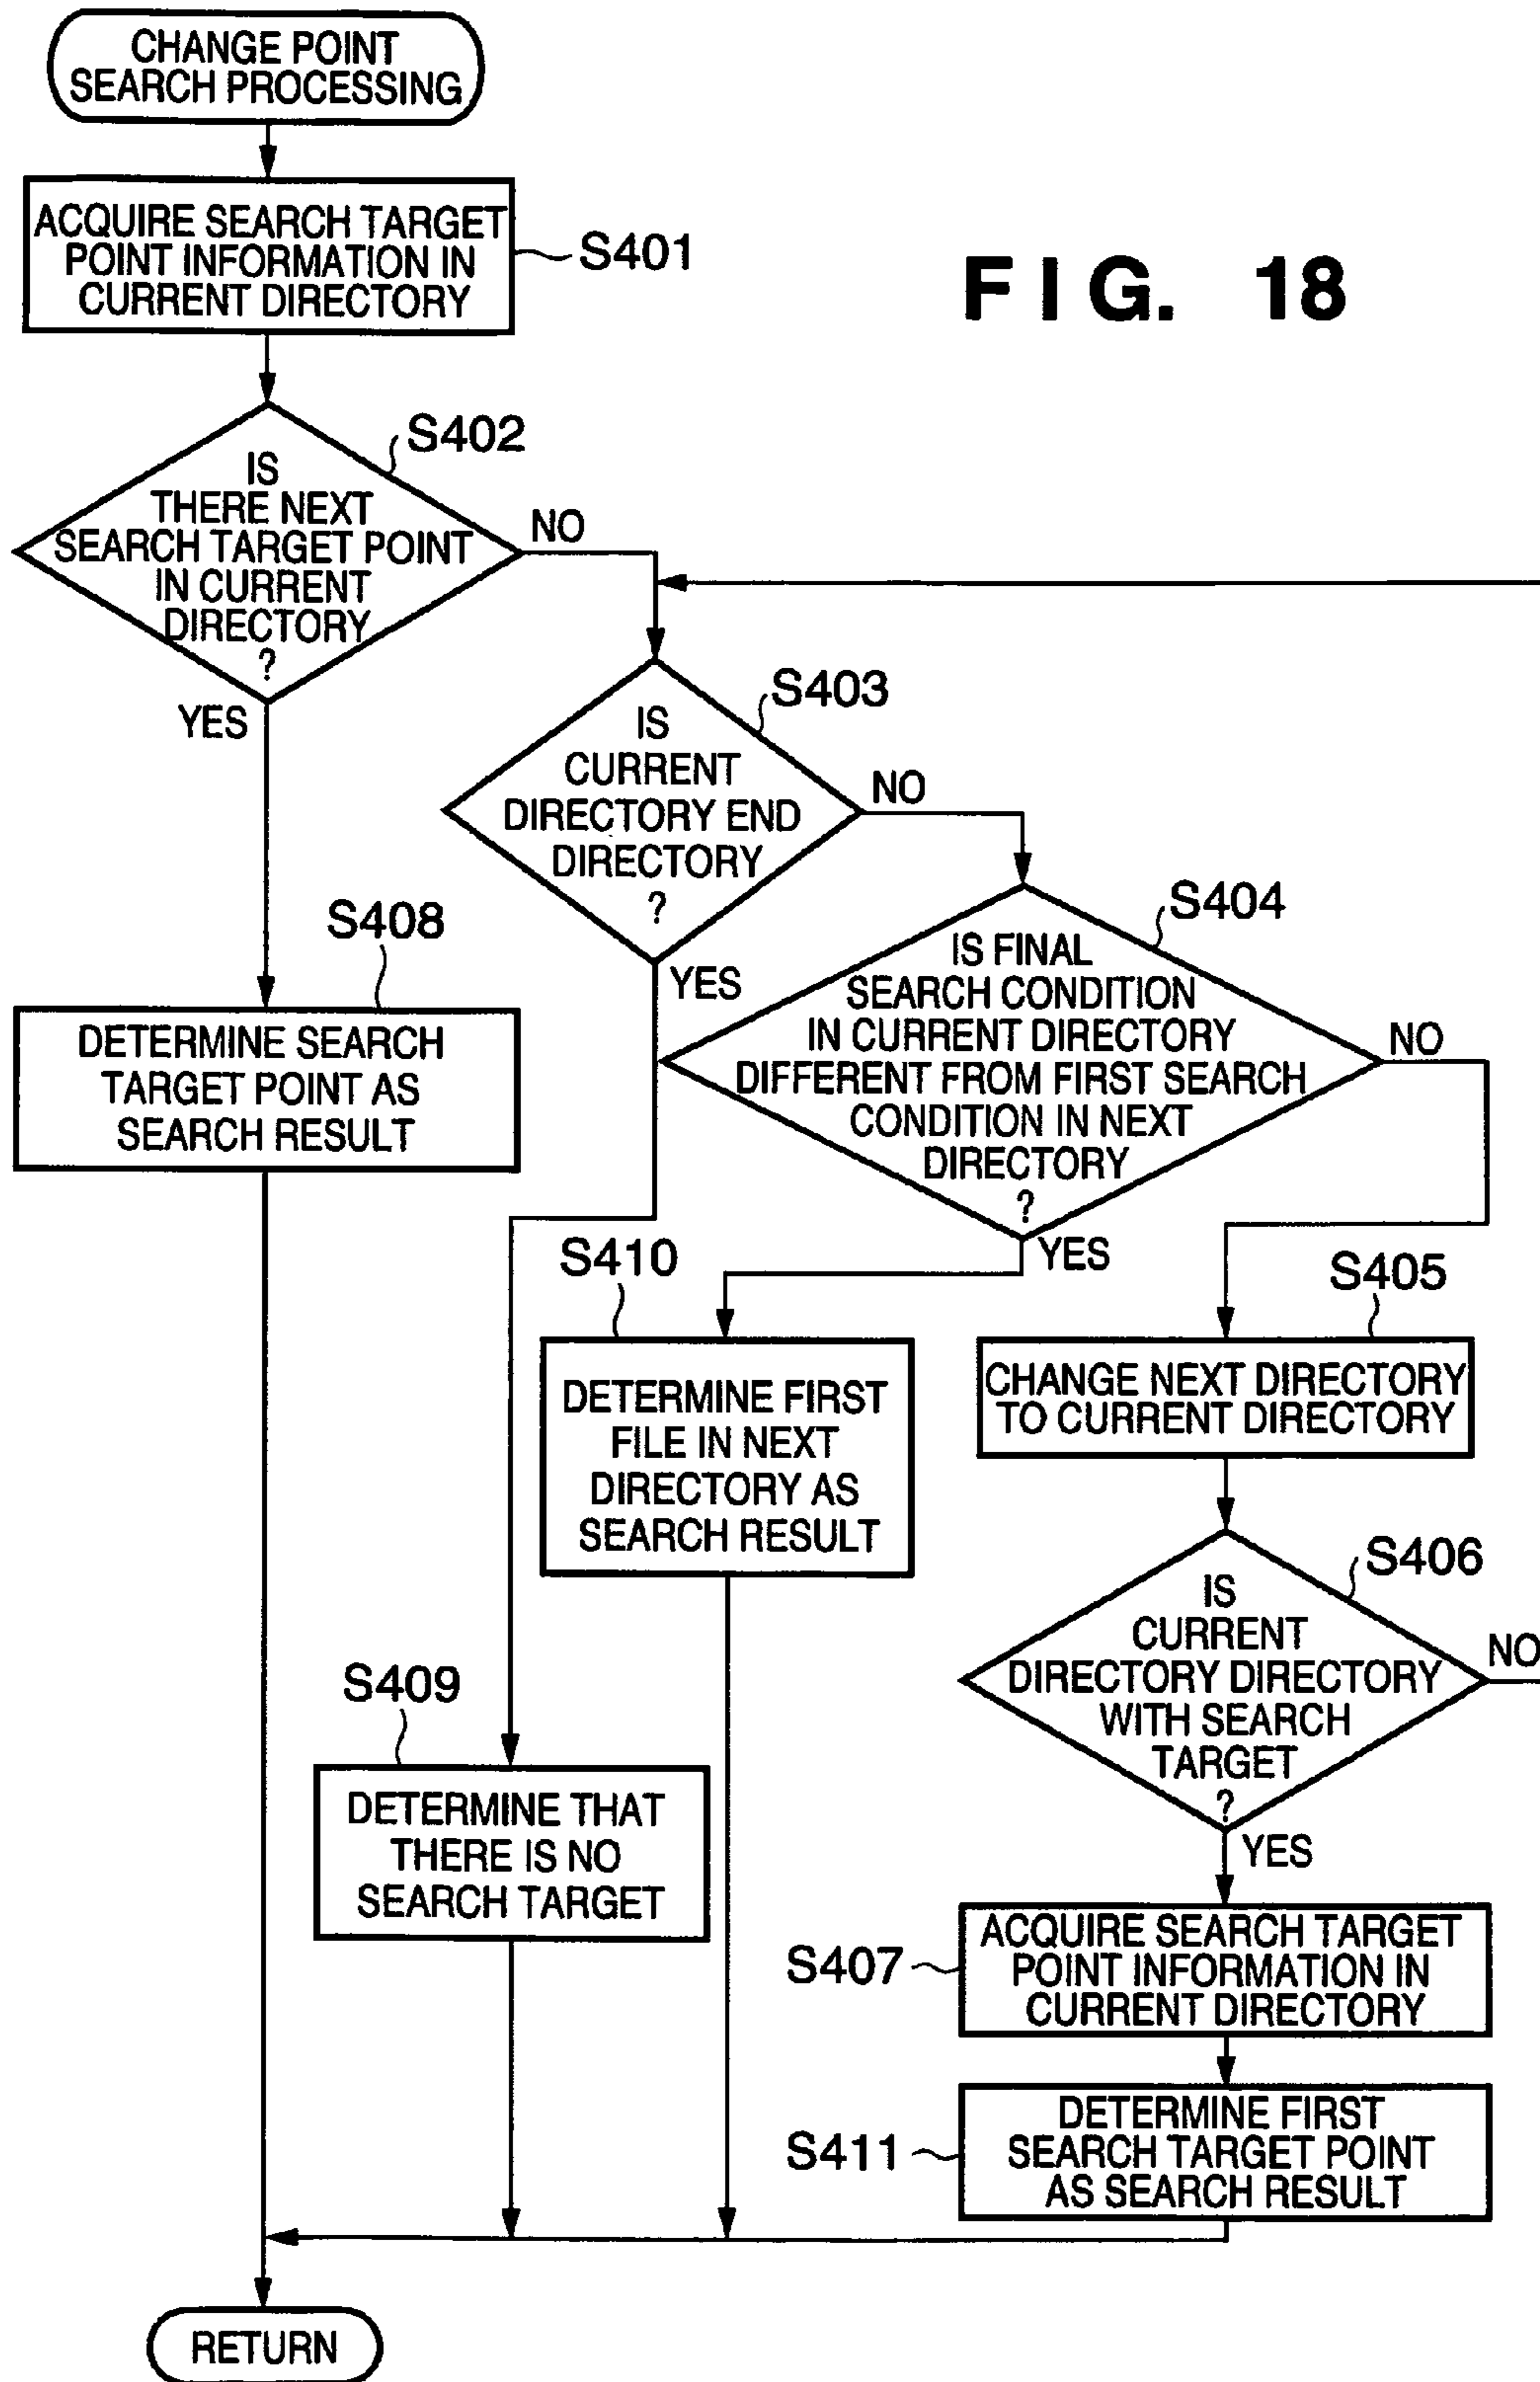 CHANGE POINT
SEARCH PROCESSING
ACQUIRE SEARCH TARGET
POINT INFORMATION IN
CURRENT DIRECTORY
S401
FIG. 18
S402
IS
THERE NEXT
SEARCH TARGET POINT
IN CURRENT
DIRECTORY
?
NO
YES
S403
IS
CURRENT
DIRECTORY END
DIRECTORY
?
NO
YES
S404
IS FINAL
SEARCH CONDITION
IN CURRENT DIRECTORY
DIFFERENT FROM FIRST SEARCH
CONDITION IN NEXT
DIRECTORY
?
NO
YES
S408
DETERMINE SEARCH
TARGET POINT AS
SEARCH RESULT
S410
DETERMINE FIRST
FILE IN NEXT
DIRECTORY AS
SEARCH RESULT
S405
CHANGE NEXT DIRECTORY
TO CURRENT DIRECTORY
S406
IS
CURRENT
DIRECTORY DIRECTORY
WITH SEARCH
TARGET
?
NO
YES
S409
DETERMINE THAT
THERE IS NO
SEARCH TARGET
S407
ACQUIRE SEARCH TARGET
POINT INFORMATION IN
CURRENT DIRECTORY
S411
DETERMINE FIRST
SEARCH TARGET POINT
AS SEARCH RESULT
RETURN